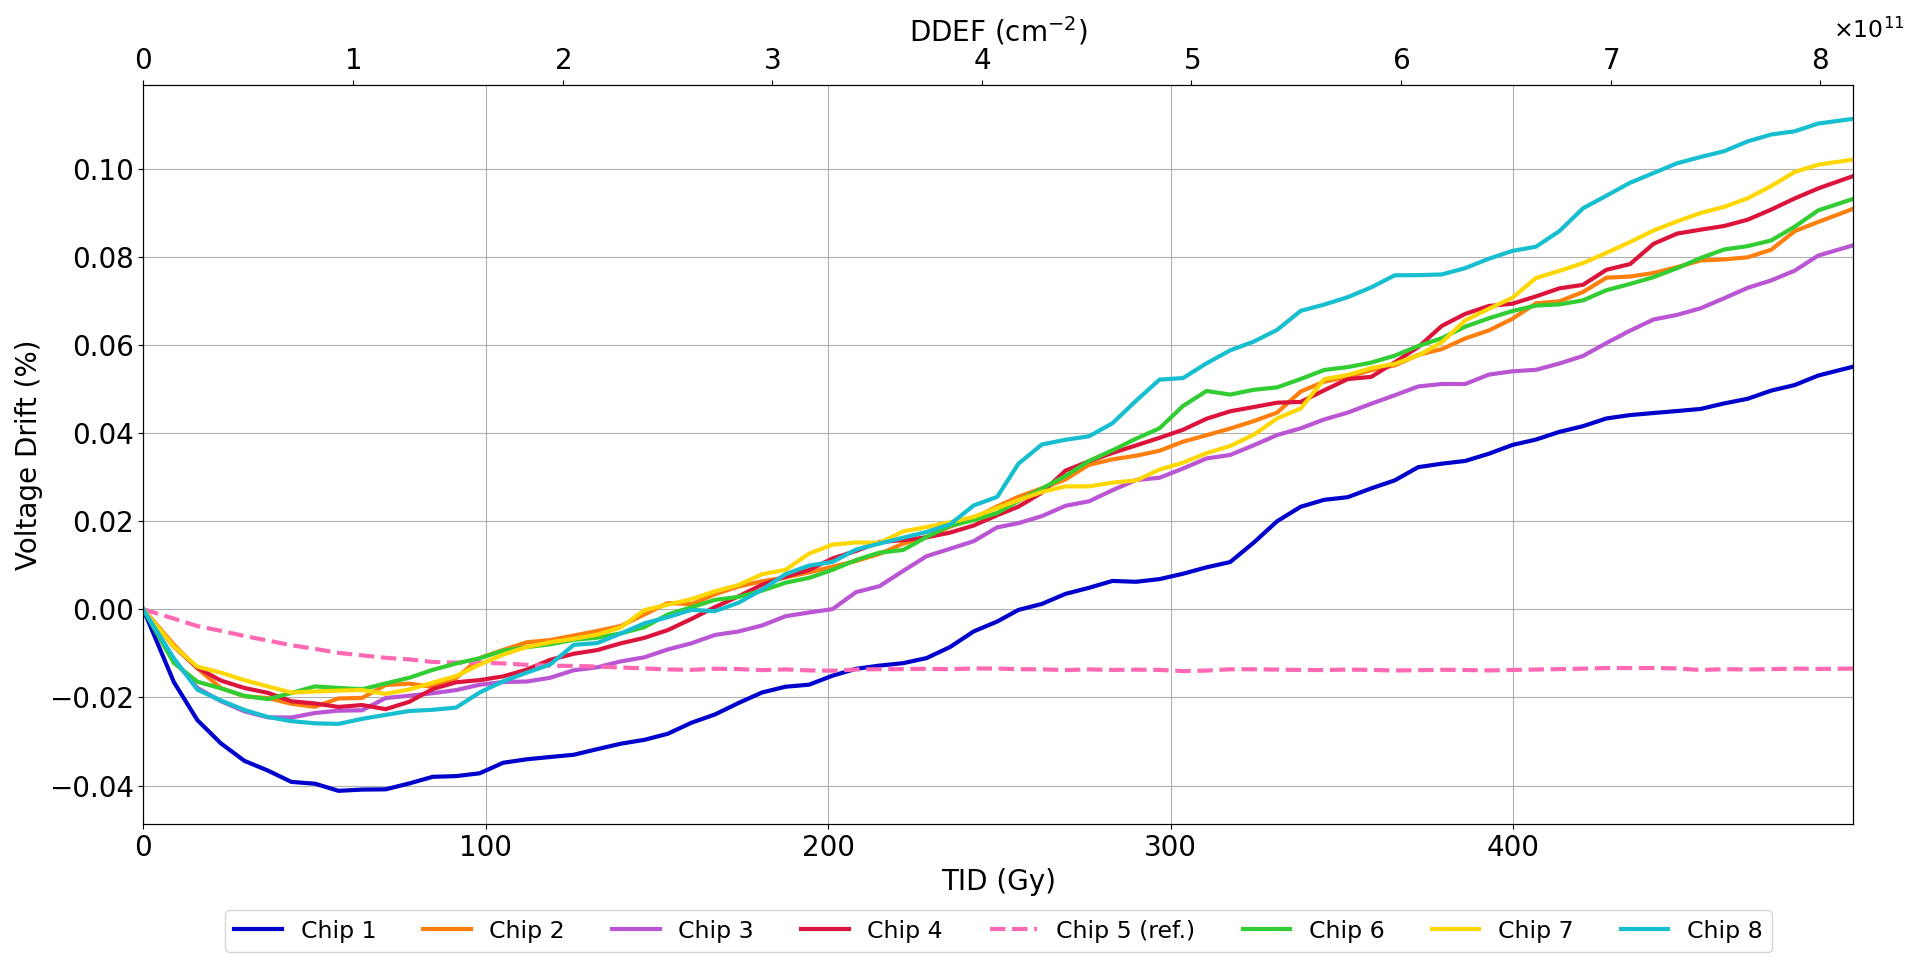 DDEF (cm⁻²)
×10¹¹
0 1 2 3 4 5 6 7 8
Voltage Drift (%)
0.10
0.08
0.06
0.04
0.02
0.00
−0.02
−0.04
0 100 200 300 400
TID (Gy)
Chip 1 Chip 2 Chip 3 Chip 4 Chip 5 (ref.) Chip 6 Chip 7 Chip 8